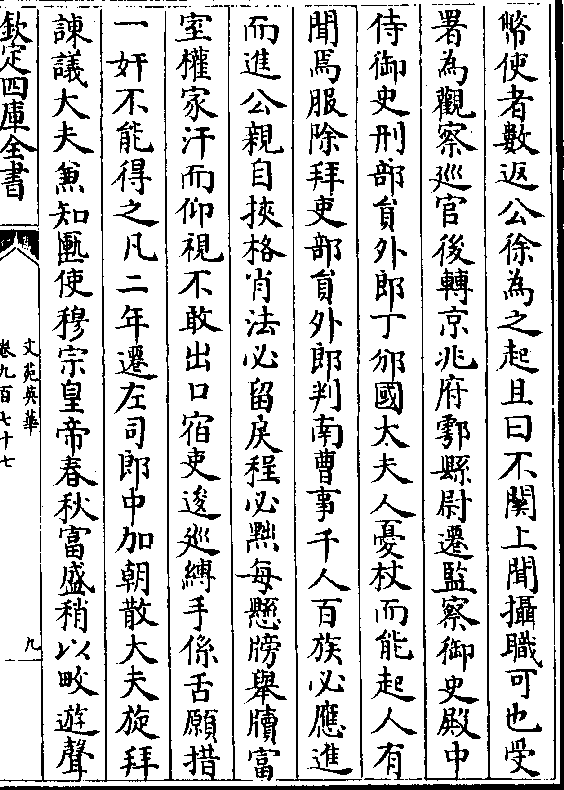 幣使者數返公徐為之起且曰不關上聞攝職可也受
署為觀察巡官後轉京兆府鄠縣尉遷監察御史殿中
侍御史刑部貟外郎丁邠國太夫人憂杖而能起人有
聞焉服除拜吏部貟外郎判南曹事千人百族必應進
而進公親自挾格肖法必留戾程必黜每懸牓舉牘富
室權家汗而仰視不敢出口宿吏逡巡縛手係舌願措
一奸不能得之凡二年遷左司郎中加朝散大夫旋拜
諫議大夫兼知匭使穆宗皇帝春秋富盛稍以畋遊聲
欽定四庫全書
文苑英華
卷九百七十七
九